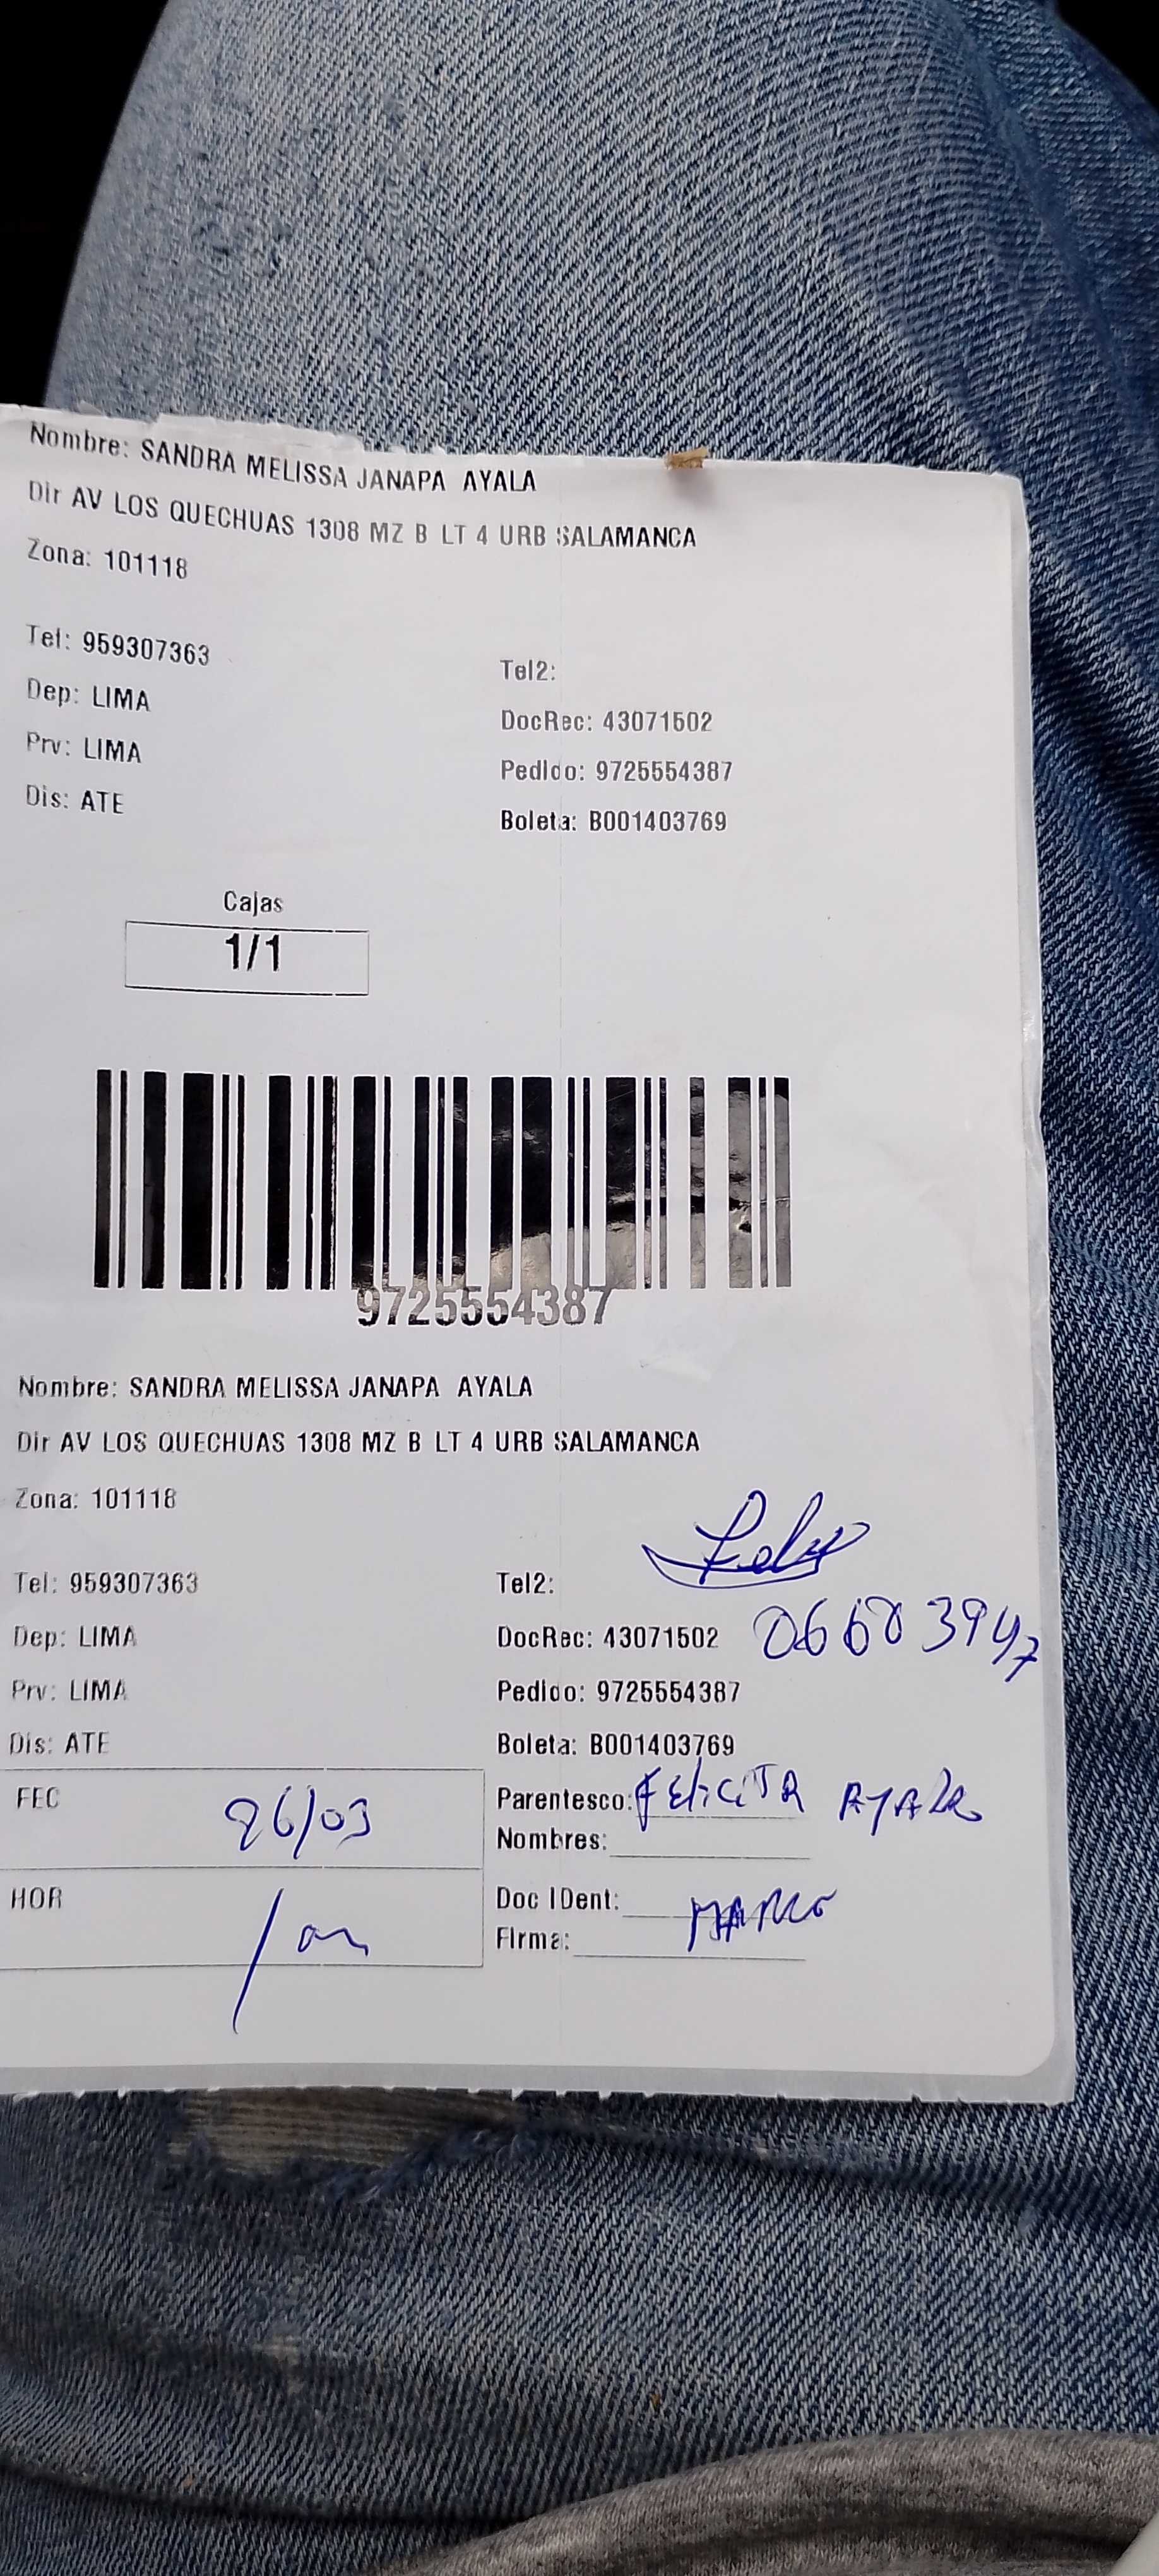 Nombre: SANDRA MELISSA JANAPA AYALA
Dir AV LOS QUECHUAS 1308 MZ B LT 4 URB SALAMANCA
Zona: 101118
Tel: 959307363
Tel2:
Dep: LIMA
DocRec: 43071502
Prv: LIMA
Pedido: 9725554387
Dis: ATE
Boleta: B001403769
Cajas
1/1
9725554387
Nombre: SANDRA MELISSA JANAPA AYALA
Dir AV LOS QUECHUAS 1308 MZ B LT 4 URB SALAMANCA
Zona: 101118
Tel: 959307363
Tel2:
Dep: LIMA
DocRec: 43071502
Prv: LIMA
Pedido: 9725554387
Dis: ATE
Boleta: B001403769
FEC 26/03
Parentesco: FELICITA AYALA
Nombres:
HOR
Doc IDent:
Firma: